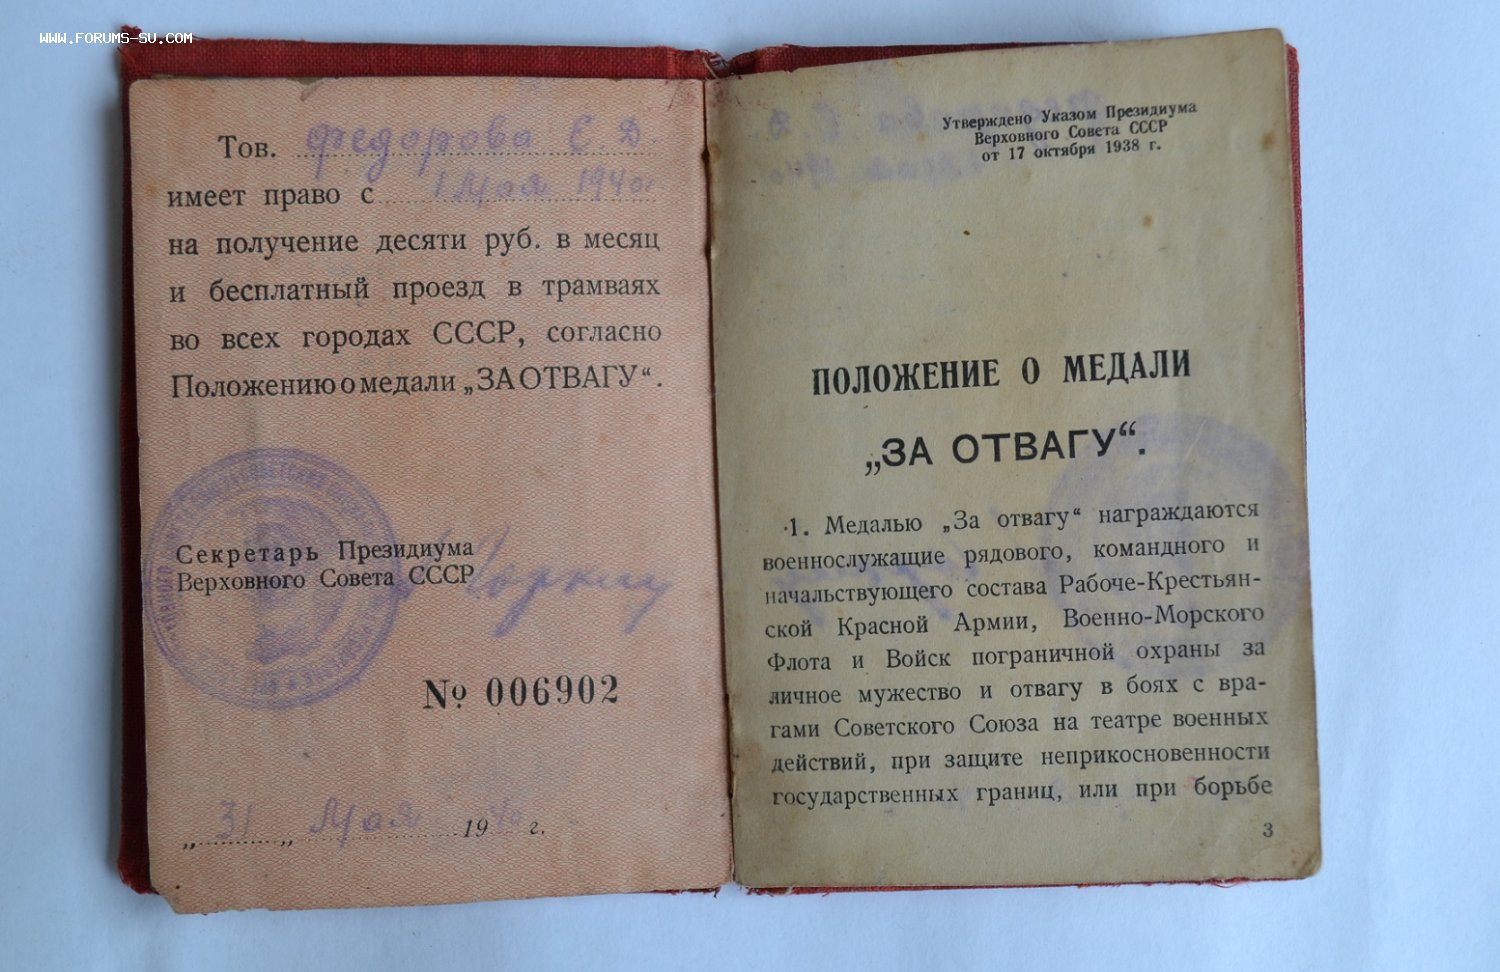 WWW.FORUMS-SU.COM
Тов. Федорова Е. Д.
имеет право с 1 Мая 1940 г.
на получение десяти руб. в месяц
и бесплатный проезд в трамваях
во всех городах СССР, согласно
Положению о медали „ЗА ОТВАГУ“.
Секретарь Президиума
Верховного Совета СССР
№ 006902
„ 31 „ Мая 1940 г.
Утверждено Указом Президиума
Верховного Совета СССР
от 17 октября 1938 г.
ПОЛОЖЕНИЕ О МЕДАЛИ
„ЗА ОТВАГУ“.
1. Медалью „За отвагу“ награждаются
военнослужащие рядового, командного и
начальствующего состава Рабоче-Крестьян-
ской Красной Армии, Военно-Морского
Флота и Войск пограничной охраны за
личное мужество и отвагу в боях с вра-
гами Советского Союза на театре военных
действий, при защите неприкосновенности
государственных границ, или при борьбе
3